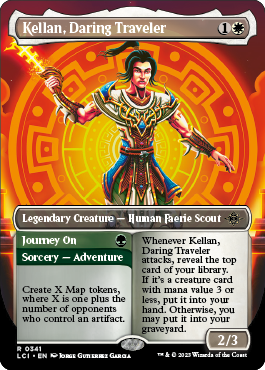 Kellan, Daring Traveler 1
Legendary Creature — Human Faerie Scout
Journey On
Sorcery — Adventure
Create X Map tokens,
where X is one plus the
number of opponents
who control an artifact.
Whenever Kellan,
Daring Traveler
attacks, reveal the top
card of your library.
If it's a creature card
with mana value 3 or
less, put it into your
hand. Otherwise, you
may put it into your
graveyard.
2/3
R 0341
LCI • EN Jorge Gutierrez Garcia
™ & © 2023 Wizards of the Coast